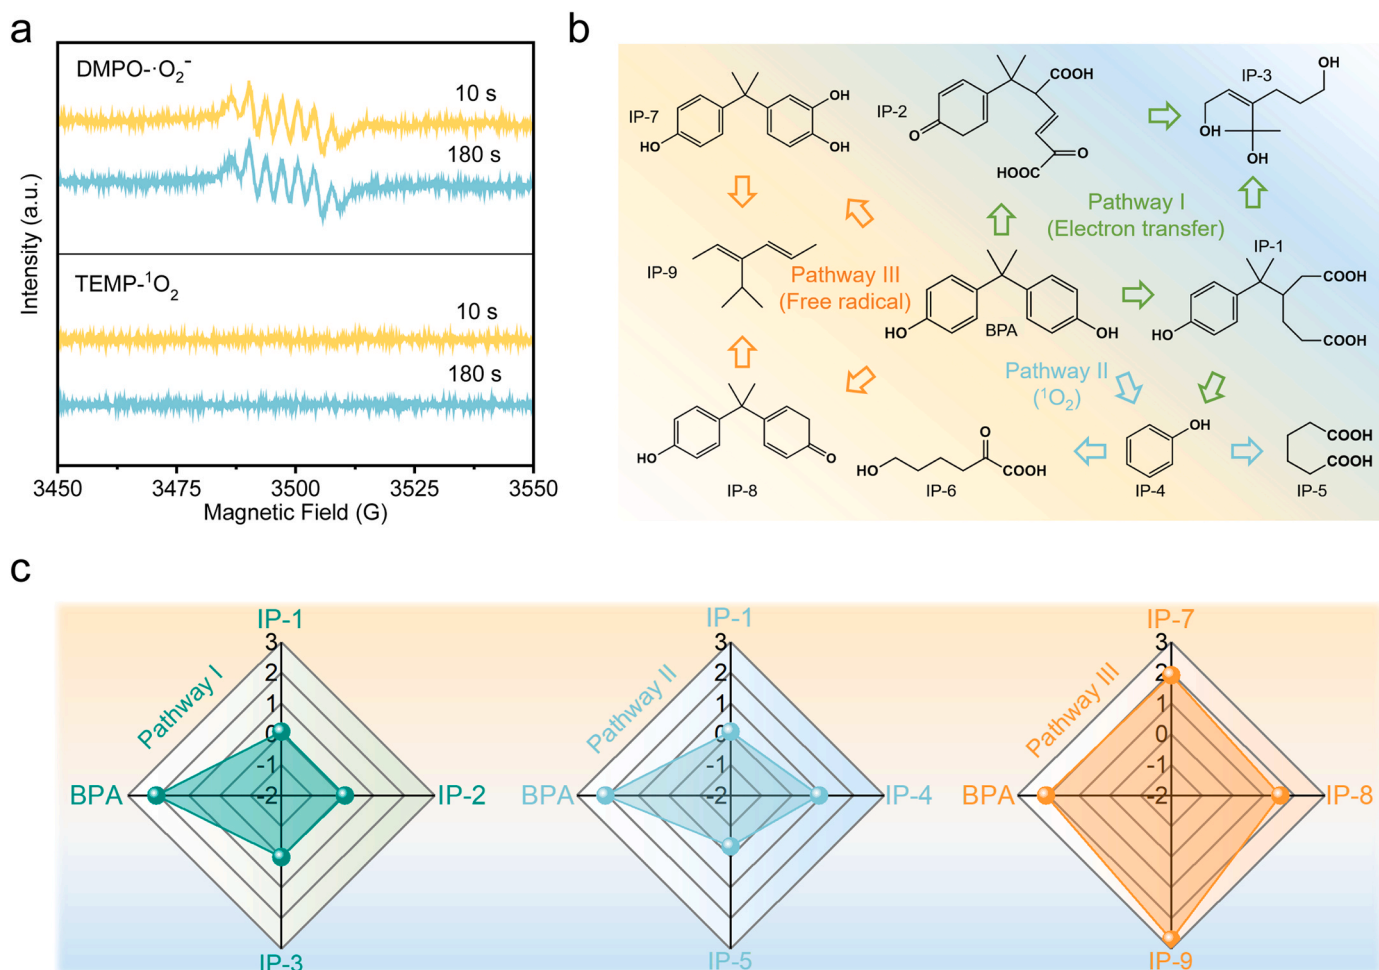 a
DMPO-·O₂⁻
10 s
180 s
TEMP-¹O₂
10 s
180 s
Intensity (a.u.)
3450 3475 3500 3525 3550
Magnetic Field (G)
b
IP-7
OH
OH
HO
IP-2
COOH
O
O
HOOC
IP-3
OH
OH
OH
Pathway I
(Electron transfer)
IP-9
Pathway III
(Free radical)
HO
BPA
OH
IP-1
COOH
COOH
HO
Pathway II
(¹O₂)
HO
O
IP-8
O
HO
COOH
IP-6
OH
IP-4
COOH
COOH
IP-5
c
IP-1
3
2
1
0
-1
-2
Pathway I
BPA
IP-2
IP-3
IP-1
3
2
1
0
-1
-2
Pathway II
BPA
IP-4
IP-5
IP-7
3
2
1
0
-1
-2
Pathway III
BPA
IP-8
IP-9